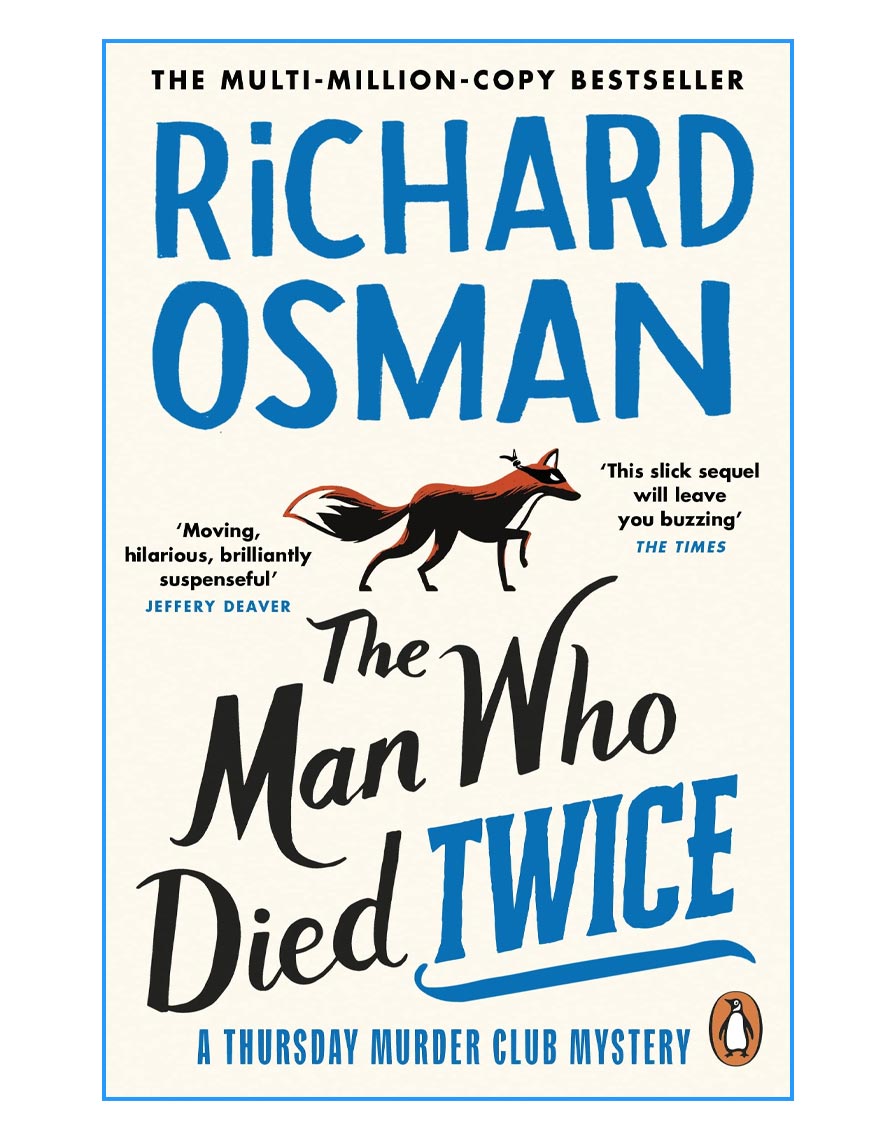 THE MULTI-MILLION-COPY BESTSELLER
RiCHARD
OSMAN
‘This slick sequel
will leave
you buzzing’
THE TIMES
‘Moving,
hilarious, brilliantly
suspenseful’
JEFFERY DEAVER
The
Man Who
Died TWICE
A THURSDAY MURDER CLUB MYSTERY